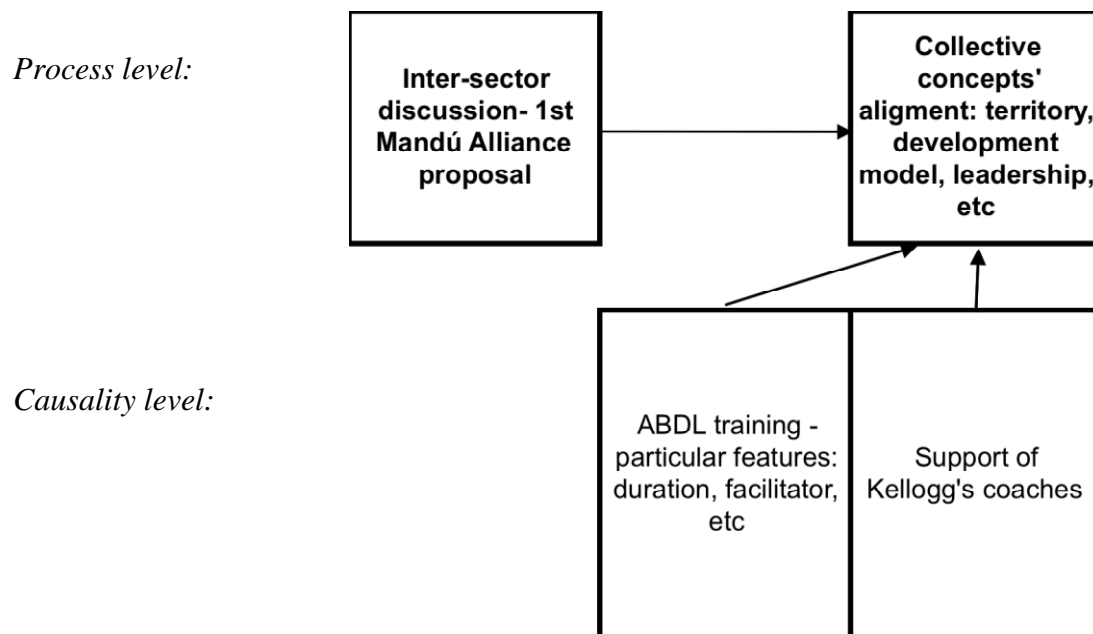 Process level:
Inter-sector
discussion- 1st
Mandú Alliance
proposal
Collective
concepts'
aligment: territory,
development
model, leadership,
etc
Causality level:
ABDL training -
particular features:
duration, facilitator,
etc
Support of
Kellogg's coaches